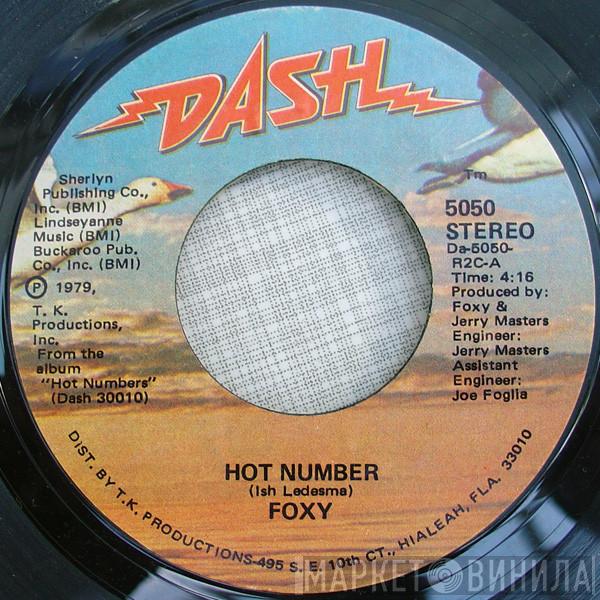 DASH
Tm
Sherlyn
Publishing Co.,
Inc. (BMI)
Lindseyanne
Music (BMI)
Buckaroo Pub.
Co., Inc. (BMI)
Ⓟ 1979,
T. K.
Productions,
Inc.
From the
album
"Hot Numbers"
(Dash 30010)
5050
STEREO
Da-5050-
R2C-A
Time: 4:16
Produced by:
Foxy &
Jerry Masters
Engineer:
Jerry Masters
Assistant
Engineer:
Joe Foglia
HOT NUMBER
(Ish Ledesma)
FOXY
DIST. BY T.K. PRODUCTIONS-495 S. E. 10th CT., HIALEAH, FLA. 33010
МАРКЕТ ВИНИЛА